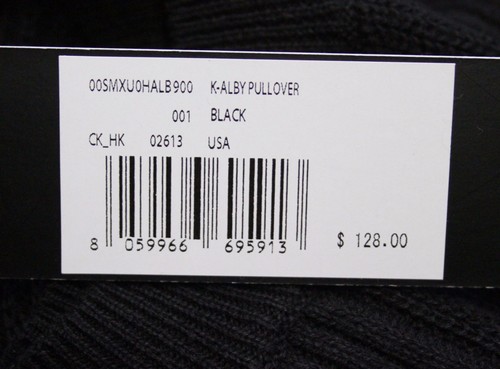 00SMXU0HALB900 K-ALBY PULLOVER
001 BLACK
CK_HK 02613 USA
8 059966 695913
$ 128.00